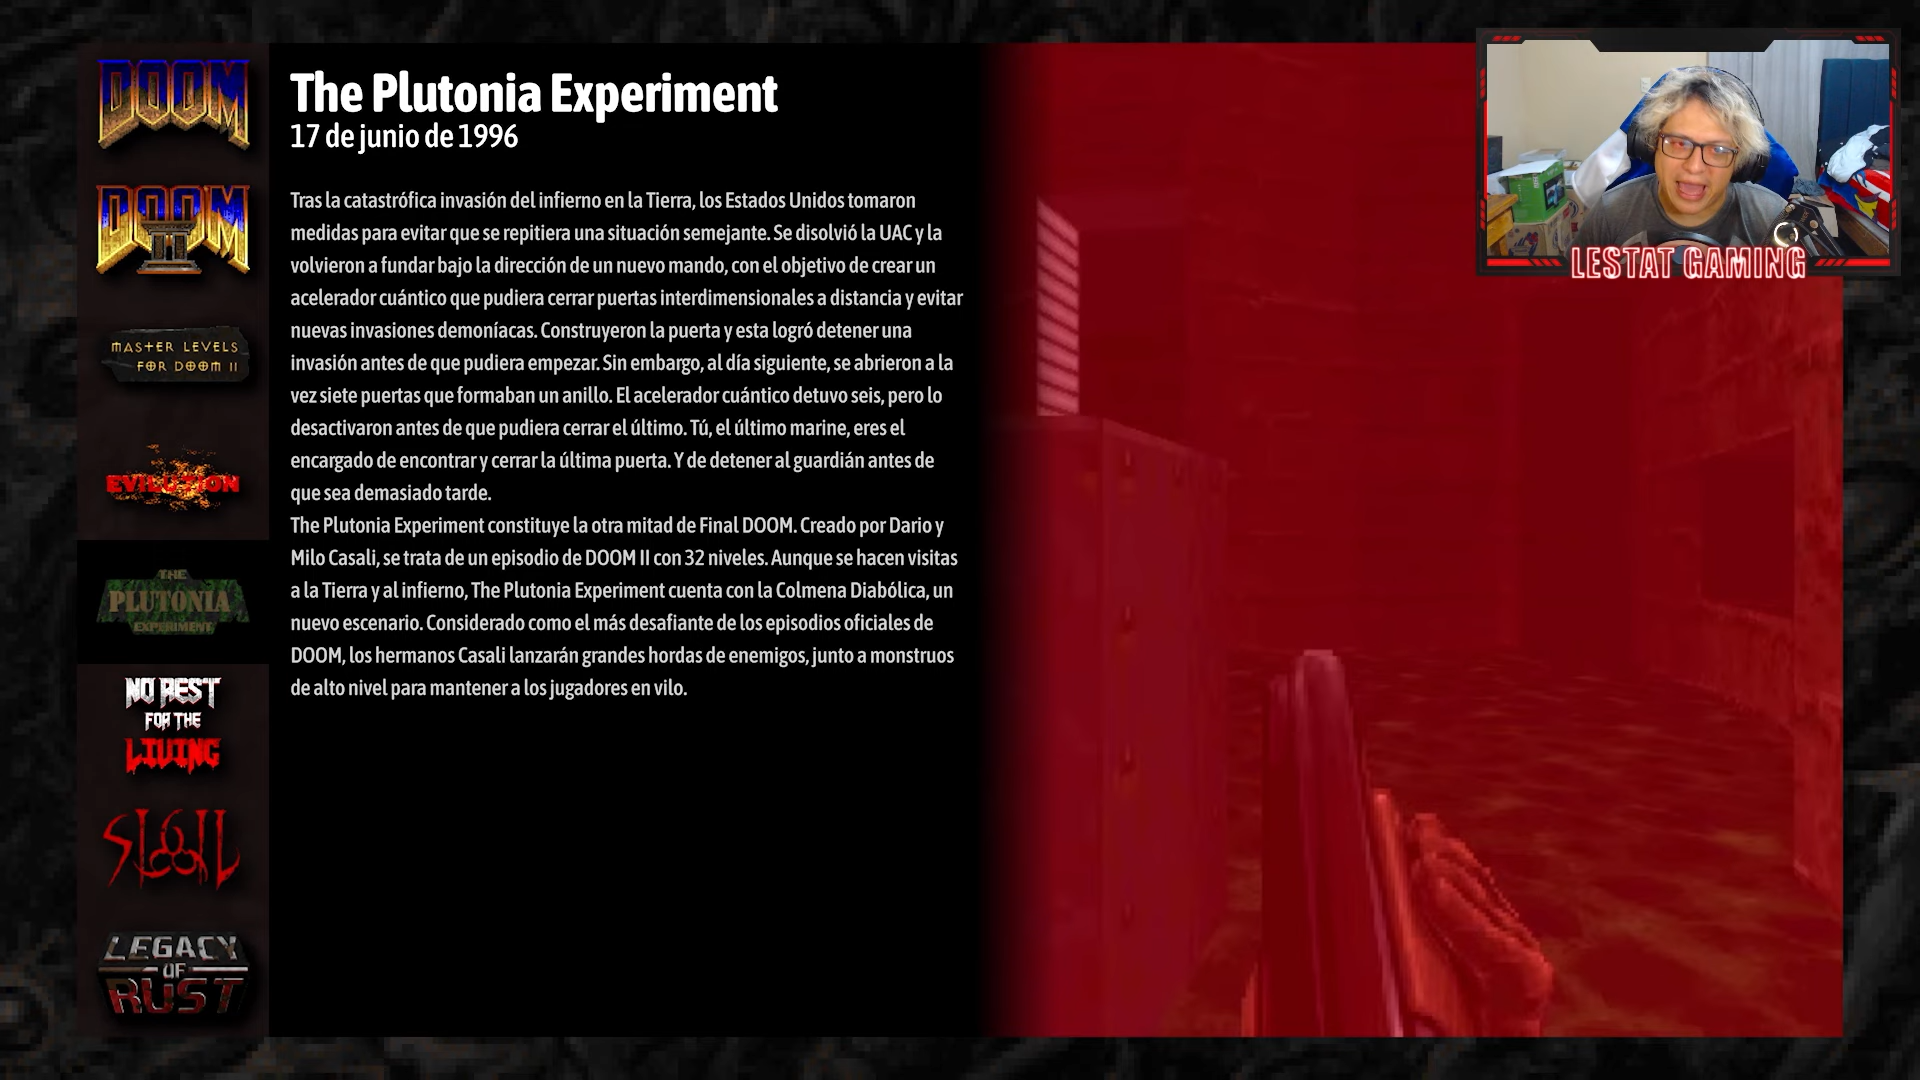 DOOM
DOOM
II
MASTER LEVELS
FOR DOOM II
EVILUTION
THE
PLUTONIA
EXPERIMENT
NO REST
FOR THE
LIVING
SIGIL
LEGACY
OF
RUST
The Plutonia Experiment
17 de junio de 1996
Tras la catastrófica invasión del infierno en la Tierra, los Estados Unidos tomaron
medidas para evitar que se repitiera una situación semejante. Se disolvió la UAC y la
volvieron a fundar bajo la dirección de un nuevo mando, con el objetivo de crear un
acelerador cuántico que pudiera cerrar puertas interdimensionales a distancia y evitar
nuevas invasiones demoníacas. Construyeron la puerta y esta logró detener una
invasión antes de que pudiera empezar. Sin embargo, al día siguiente, se abrieron a la
vez siete puertas que formaban un anillo. El acelerador cuántico detuvo seis, pero lo
desactivaron antes de que pudiera cerrar el último. Tú, el último marine, eres el
encargado de encontrar y cerrar la última puerta. Y de detener al guardián antes de
que sea demasiado tarde.
The Plutonia Experiment constituye la otra mitad de Final DOOM. Creado por Dario y
Milo Casali, se trata de un episodio de DOOM II con 32 niveles. Aunque se hacen visitas
a la Tierra y al infierno, The Plutonia Experiment cuenta con la Colmena Diabólica, un
nuevo escenario. Considerado como el más desafiante de los episodios oficiales de
DOOM, los hermanos Casali lanzarán grandes hordas de enemigos, junto a monstruos
de alto nivel para mantener a los jugadores en vilo.
LESTAT GAMING